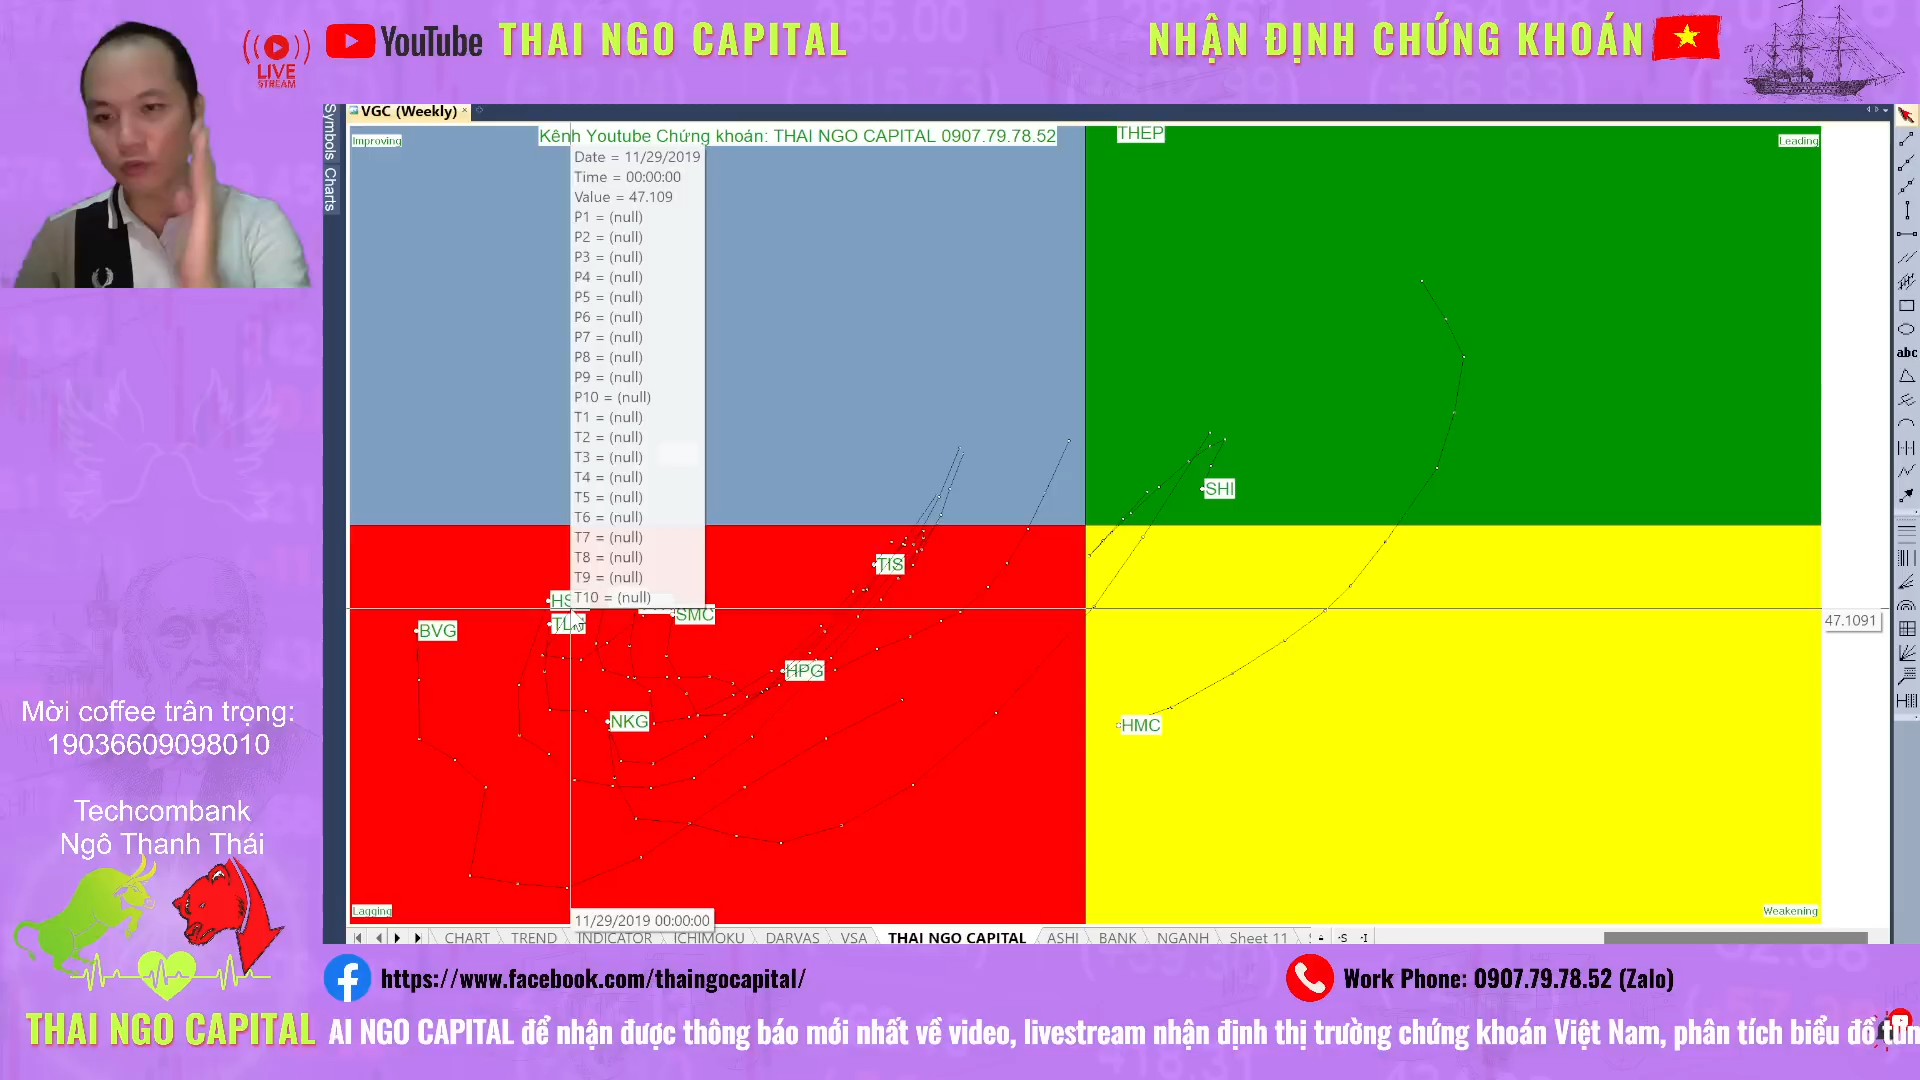 LIVE
STREAM
YouTube THAI NGO CAPITAL
NHẬN ĐỊNH CHỨNG KHOÁN
Symbols Charts
VGC (Weekly)
Improving
Kênh Youtube Chứng khoán: THAI NGO CAPITAL 0907.79.78.52
THEP
Leading
Date = 11/29/2019
Time = 00:00:00
Value = 47.109
P1 = (null)
P2 = (null)
P3 = (null)
P4 = (null)
P5 = (null)
P6 = (null)
P7 = (null)
P8 = (null)
P9 = (null)
P10 = (null)
T1 = (null)
T2 = (null)
T3 = (null)
T4 = (null)
T5 = (null)
T6 = (null)
T7 = (null)
T8 = (null)
T9 = (null)
T10 = (null)
abc
SHI
TIS
SMC
BVG
HPG
NKG
HMC
47.1091
Mời coffee trân trọng:
19036609098010
Techcombank
Ngô Thanh Thái
Lagging
Weakening
11/29/2019 00:00:00
CHART TREND INDICATOR ICHIMOKU DARVAS VSA THAI NGO CAPITAL ASHI BANK NGANH Sheet 11
https://www.facebook.com/thaingocapital/
Work Phone: 0907.79.78.52 (Zalo)
THAI NGO CAPITAL
AI NGO CAPITAL để nhận được thông báo mới nhất về video, livestream nhận định thị trường chứng khoán Việt Nam, phân tích biểu đồ